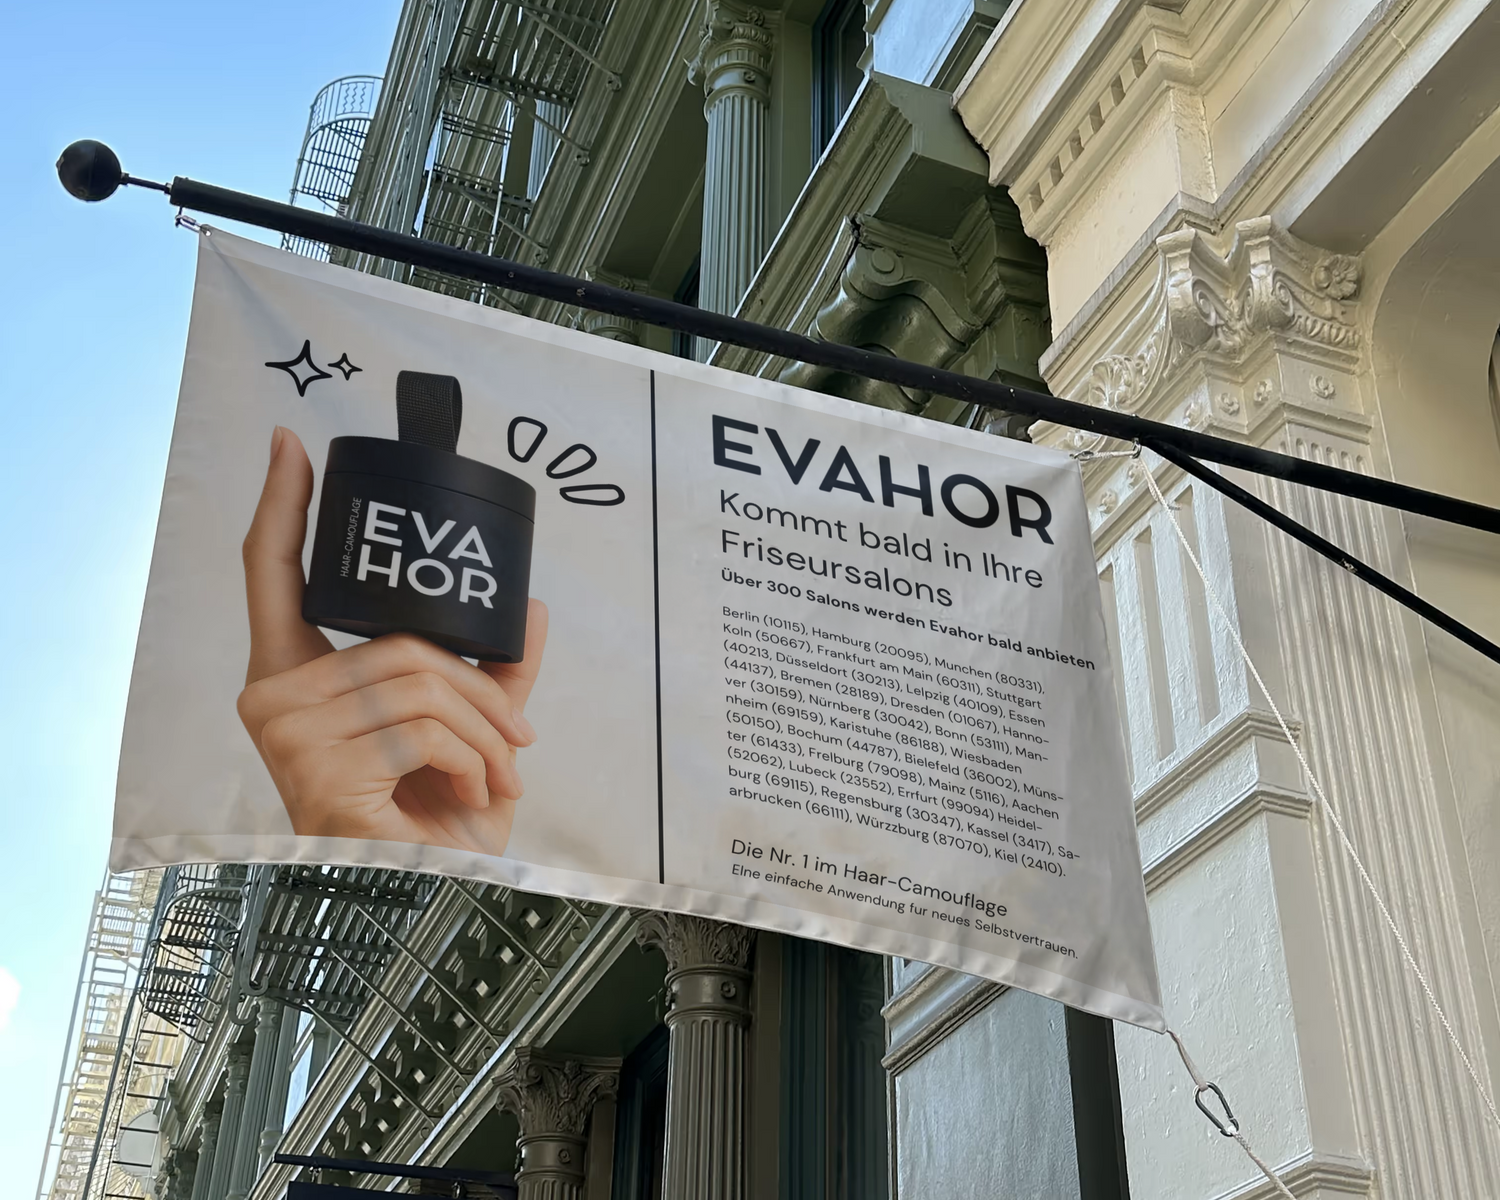 HAAR-CAMOUFLAGE
EVA
HOR
EVAHOR
Kommt bald in Ihre
Friseursalons
Über 300 Salons werden Evahor bald anbieten
Berlin (10115), Hamburg (20095), Munchen (80331),
Koln (50667), Frankfurt am Main (60311), Stuttgart
(40213, Düsseldorf (30213), Lelpzig (40109), Essen
(44137), Bremen (28189), Dresden (01067), Hanno-
ver (30159), Nürnberg (30042), Bonn (53111), Man-
nheim (69159), Karistuhe (86188), Wiesbaden
(50150), Bochum (44787), Bielefeld (36002), Müns-
ter (61433), Frelburg (79098), Mainz (5116), Aachen
(52062), Lubeck (23552), Errfurt (99094) Heidel-
burg (69115), Regensburg (30347), Kassel (3417), Sa-
arbrucken (66111), Würzzburg (87070), Kiel (2410).
Die Nr. 1 im Haar-Camouflage
EIne einfache Anwendung fur neues Selbstvertrauen.